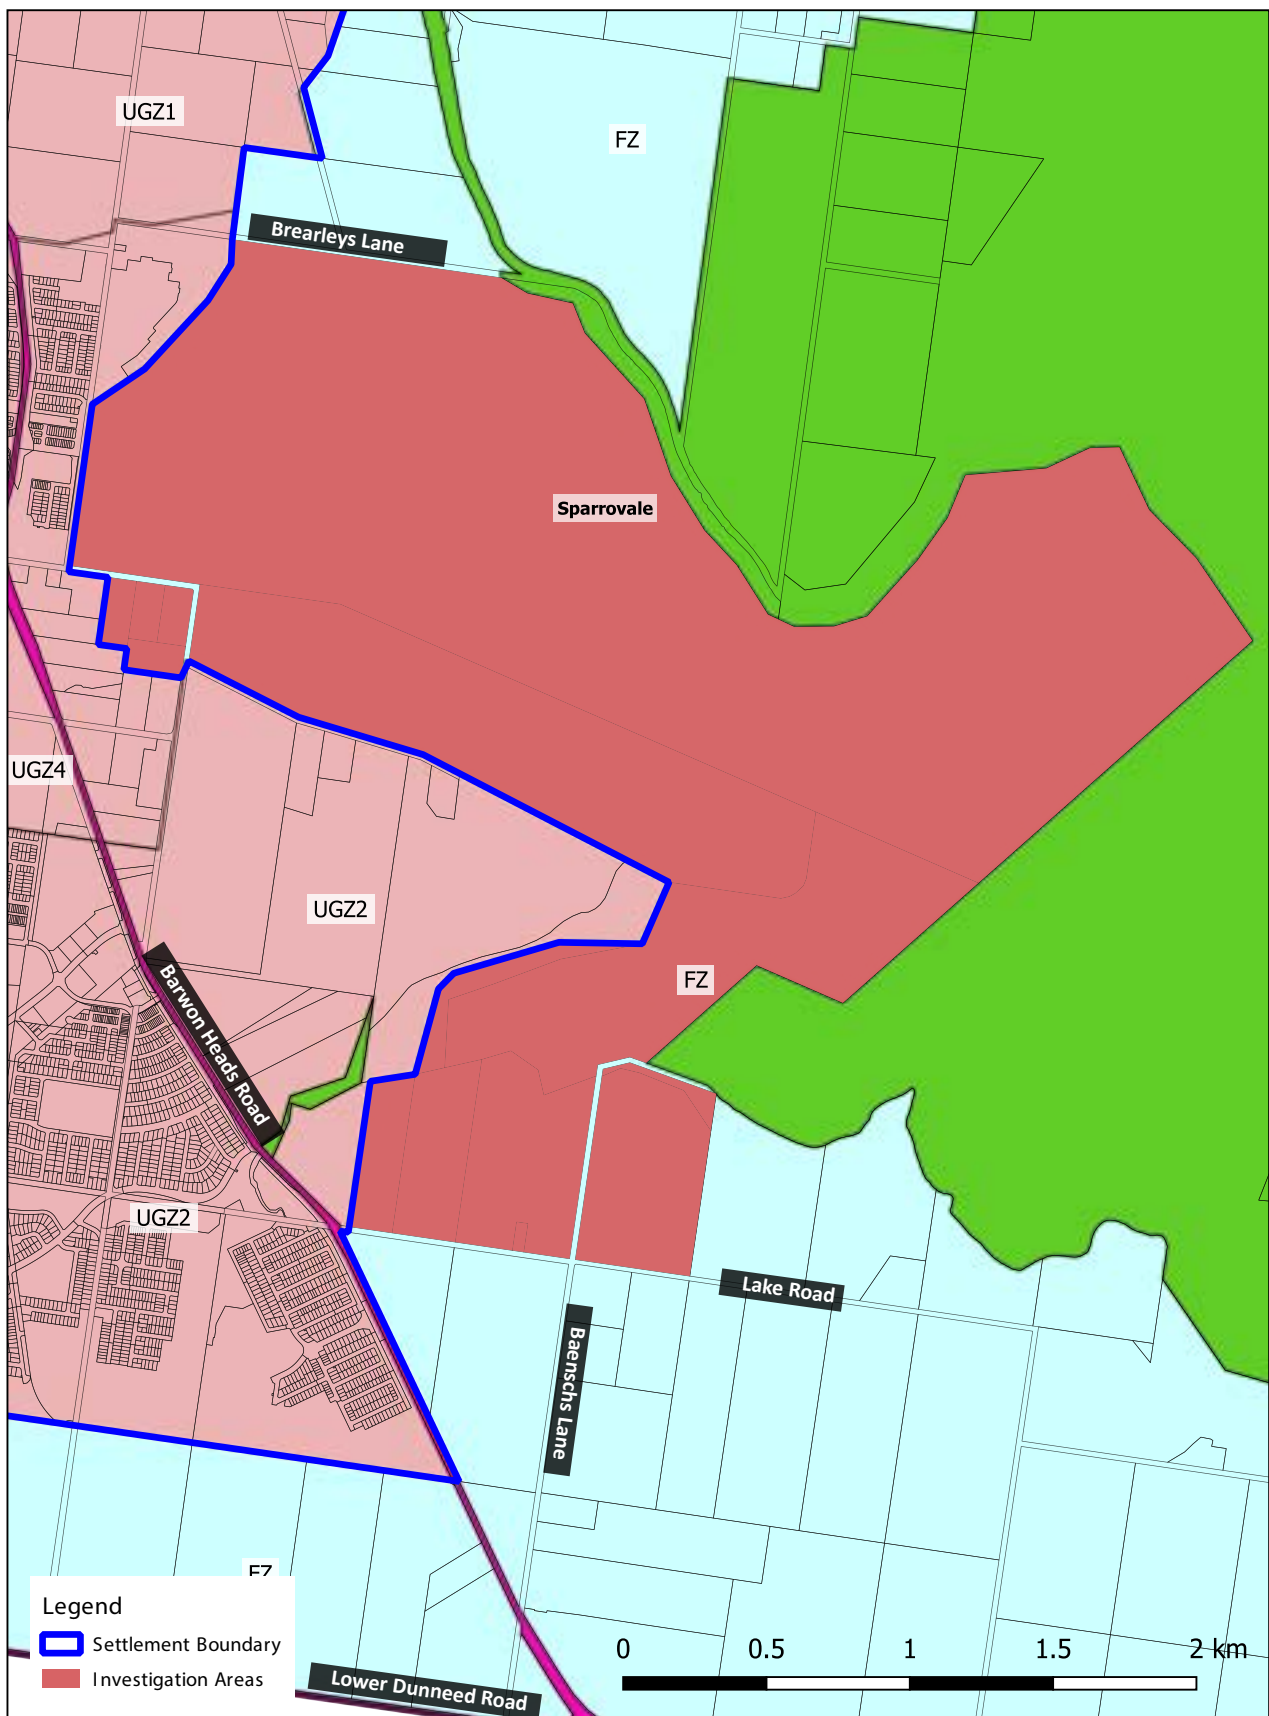 UGZ1
FZ
Brearleys Lane
Sparrovale
UGZ4
UGZ2
FZ
Barwon Heads Road
UGZ2
Lake Road
Baenschs Lane
FZ
Legend
Settlement Boundary
Investigation Areas
Lower Dunneed Road
0 0.5 1 1.5 2 km